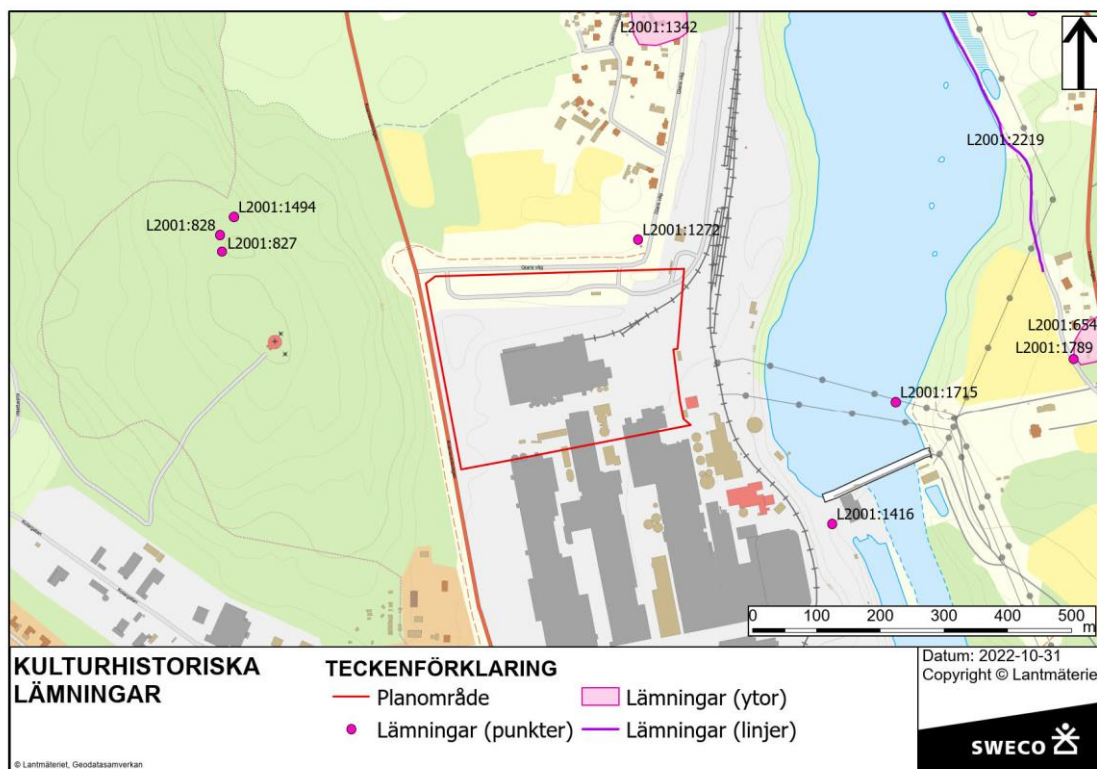 L2001:1342
L2001:2219
L2001:1494
L2001:828
L2001:827
L2001:1272
L2001:654
L2001:1789
L2001:1715
L2001:1416
0 100 200 300 400 500
m
KULTURHISTORISKA
LÄMNINGAR
TECKENFÖRKLARING
Planområde
Lämningar (ytor)
Lämningar (punkter)
Lämningar (linjer)
Datum: 2022-10-31
Copyright © Lantmäterie
SWECO
© Lantmäteriet, Geodatasamverkan